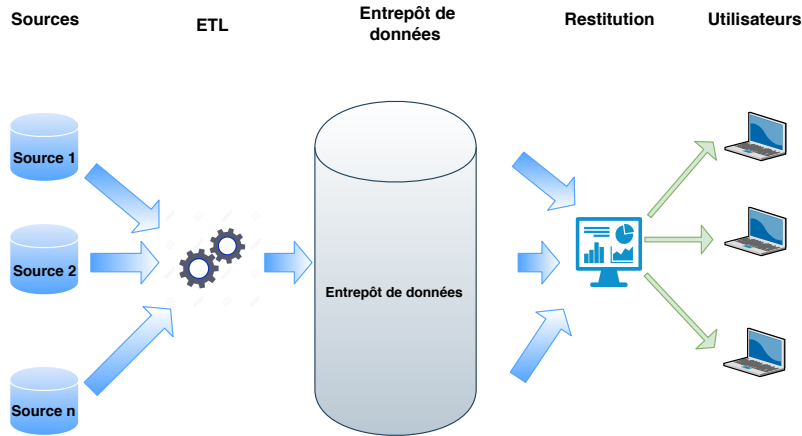 Sources
ETL
Entrepôt de
données
Restitution
Utilisateurs
Source 1
Source 2
Entrepôt de données
Source n